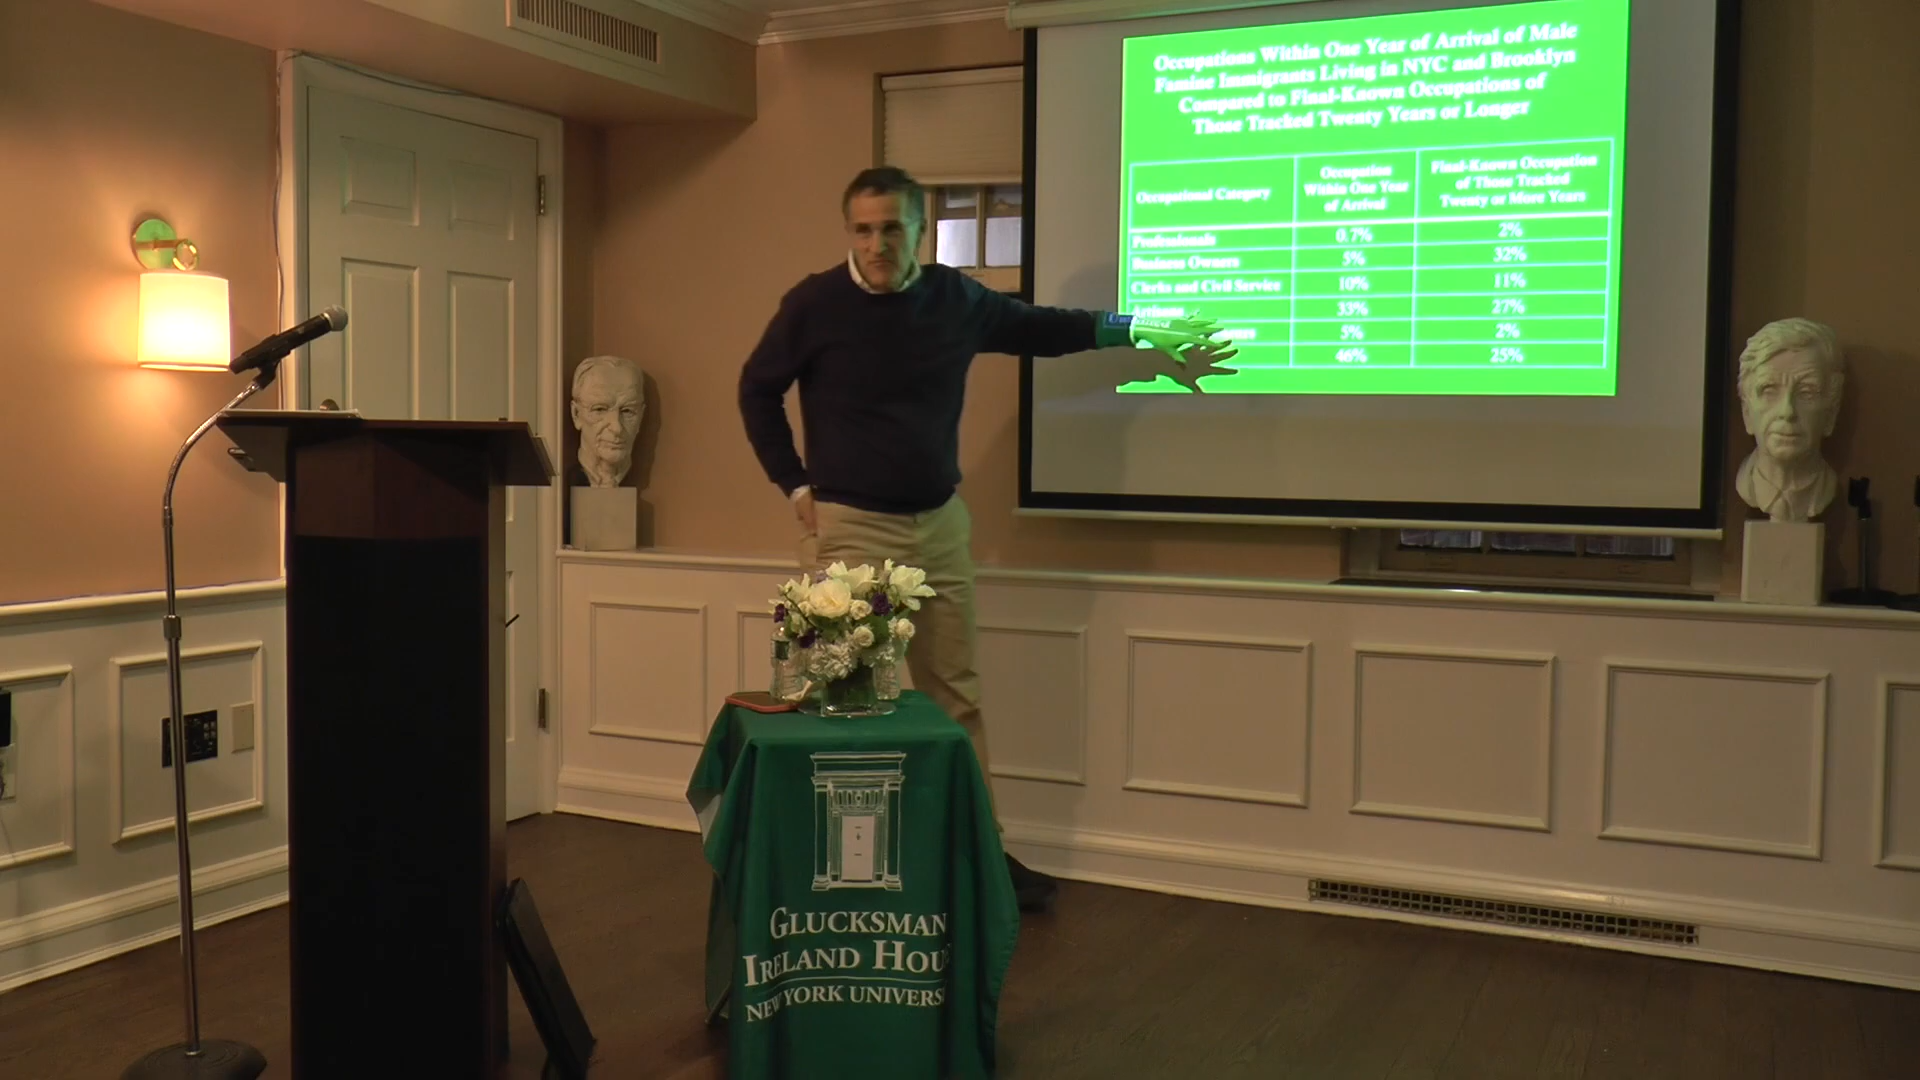 Occupations Within One Year of Arrival of Male
Famine Immigrants Living in NYC and Brooklyn
Compared to Final-Known Occupations of
Those Tracked Twenty Years or Longer
Occupational Category
Occupation
Within One Year
of Arrival
Final-Known Occupation
of Those Tracked
Twenty or More Years
Professionals 0.7% 2%
Business Owners 5% 32%
Clerks and Civil Service 10% 11%
Artisans 33% 27%
5% 2%
46% 25%
GLUCKSMAN
IRELAND HOU
NEW YORK UNIVERS